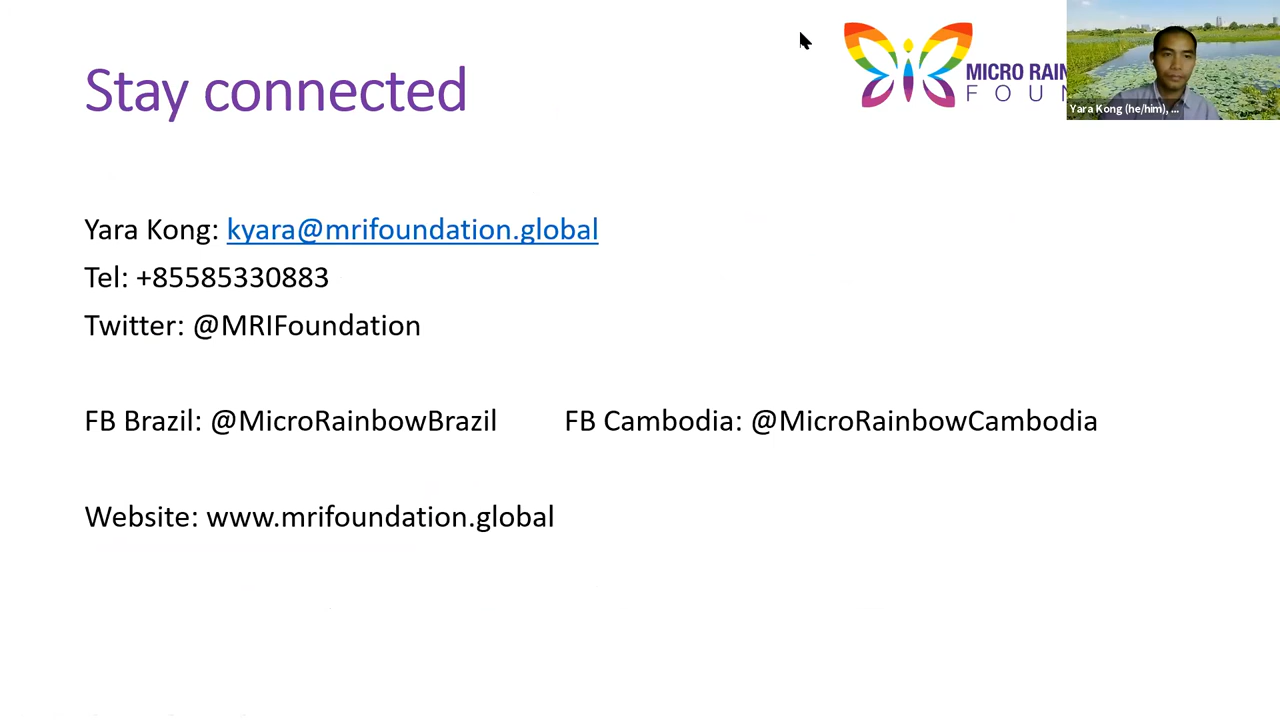 Stay connected
MICRO RAIN
FOUN
Yara Kong (he/him), ...
Yara Kong: kyara@mrifoundation.global
Tel: +85585330883
Twitter: @MRIFoundation
FB Brazil: @MicroRainbowBrazil FB Cambodia: @MicroRainbowCambodia
Website: www.mrifoundation.global